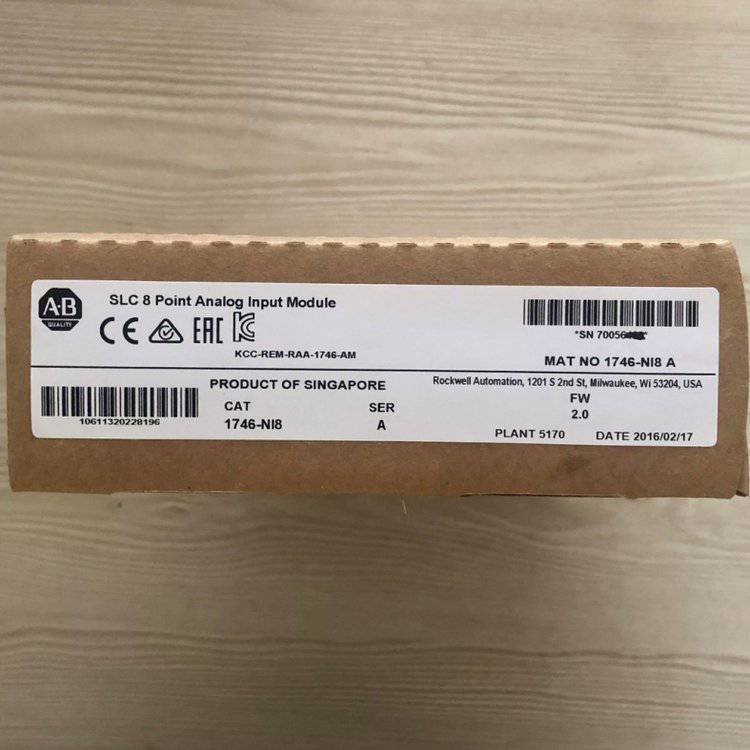 A-B
QUALITY
SLC 8 Point Analog Input Module
CE
EAC
KCC-REM-RAA-1746-AM
MAT NO 1746-NI8 A
PRODUCT OF SINGAPORE
Rockwell Automation, 1201 S 2nd St, Milwaukee, Wi 53204, USA
10611320228196
CAT
SER
FW
1746-NI8
A
2.0
PLANT 5170
DATE 2016/02/17